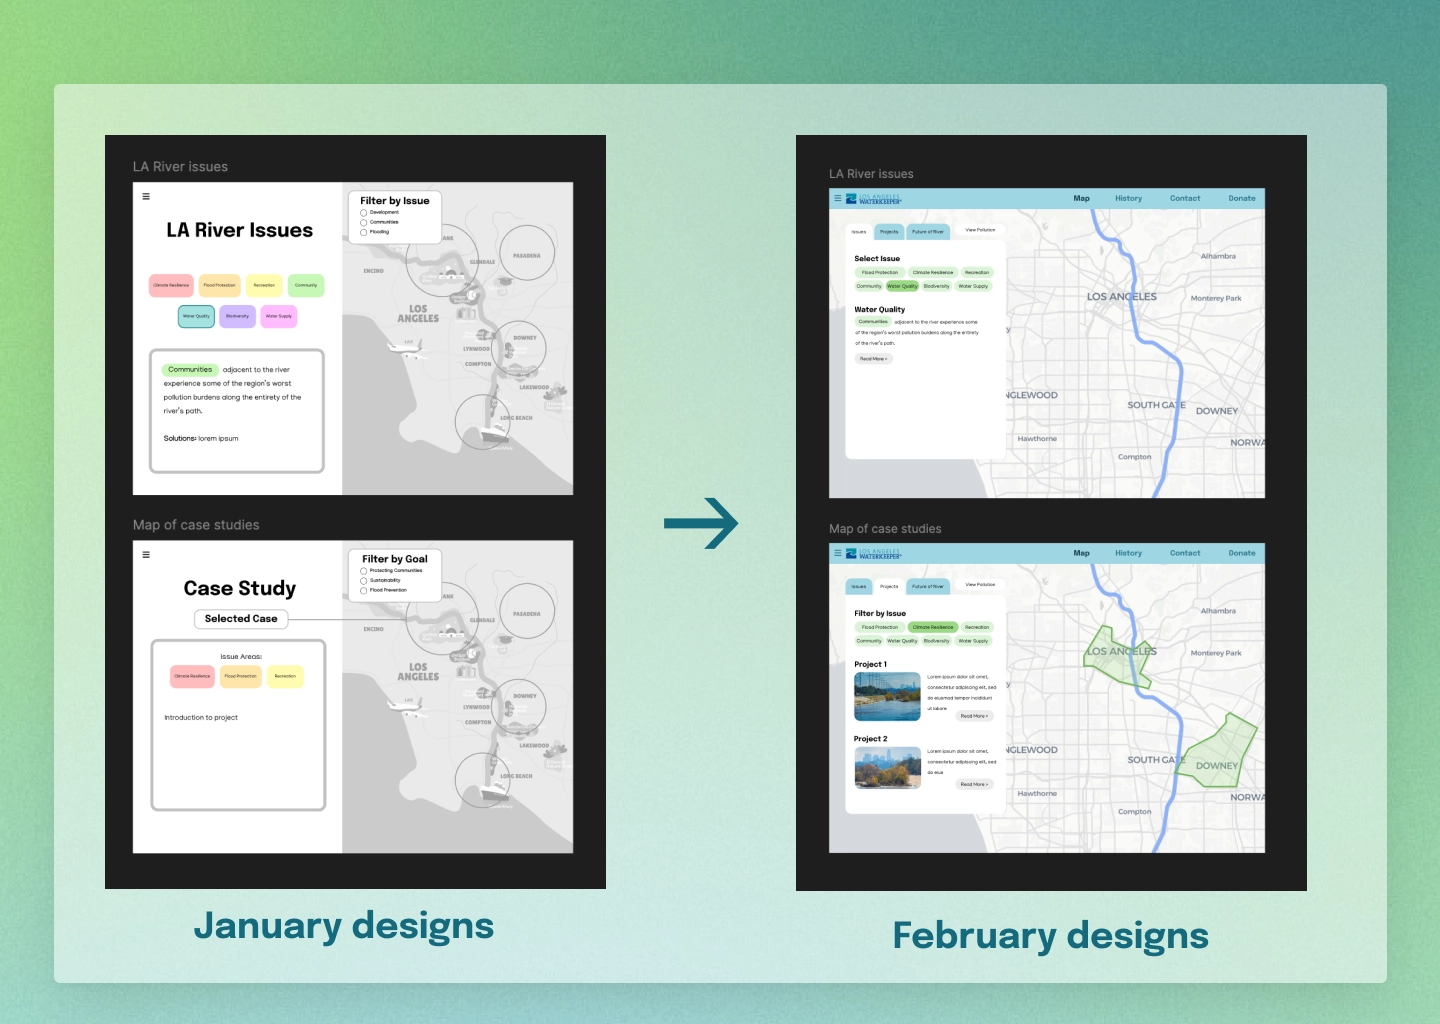 LA River issues
LA River Issues
Climate Resilience
Flood Protection
Recreation
Community
Water Quality
Biodiversity
Water Supply
Communities adjacent to the river
experience some of the region's worst
pollution burdens along the entirety of the
river's path.
Solutions: lorem ipsum
Filter by Issue
Development
Communities
Flooding
ENCINO
GLENDALE
PASADENA
LOS
ANGELES
LAX
LYNWOOD
DOWNEY
COMPTON
LAKEWOOD
LONG BEACH
Map of case studies
Case Study
Selected Case
Issue Areas:
Climate Resilience
Flood Protection
Recreation
Introduction to project
Filter by Goal
Protecting Communities
Sustainability
Flood Prevention
ENCINO
GLENDALE
PASADENA
LOS
ANGELES
LAX
LYNWOOD
DOWNEY
COMPTON
LAKEWOOD
LONG BEACH
January designs
LA River issues
LOS ANGELES
WATERKEEPER
Map
History
Contact
Donate
Issues
Projects
Future of River
View Pollution
Select Issue
Flood Protection
Climate Resilience
Recreation
Community
Water Quality
Biodiversity
Water Supply
Water Quality
Communities adjacent to the river experience some
of the region's worst pollution burdens along the entirety
of the river's path.
Read More >
Alhambra
LOS ANGELES
Monterey Park
NGLEWOOD
SOUTH GATE
DOWNEY
Hawthorne
NORWA
Compton
Map of case studies
LOS ANGELES
WATERKEEPER
Map
History
Contact
Donate
Issues
Projects
Future of River
View Pollution
Filter by Issue
Flood Protection
Climate Resilience
Recreation
Community
Water Quality
Biodiversity
Water Supply
Project 1
Lorem ipsum dolor sit amet,
consectetur adipiscing elit, sed
do eiusmod tempor incididunt
ut labore
Read More >
Project 2
Lorem ipsum dolor sit amet,
consectetur adipiscing elit, sed
do eius
Read More >
Alhambra
LOS ANGELES
Monterey Park
NGLEWOOD
SOUTH GATE
DOWNEY
Hawthorne
NORWA
Compton
February designs